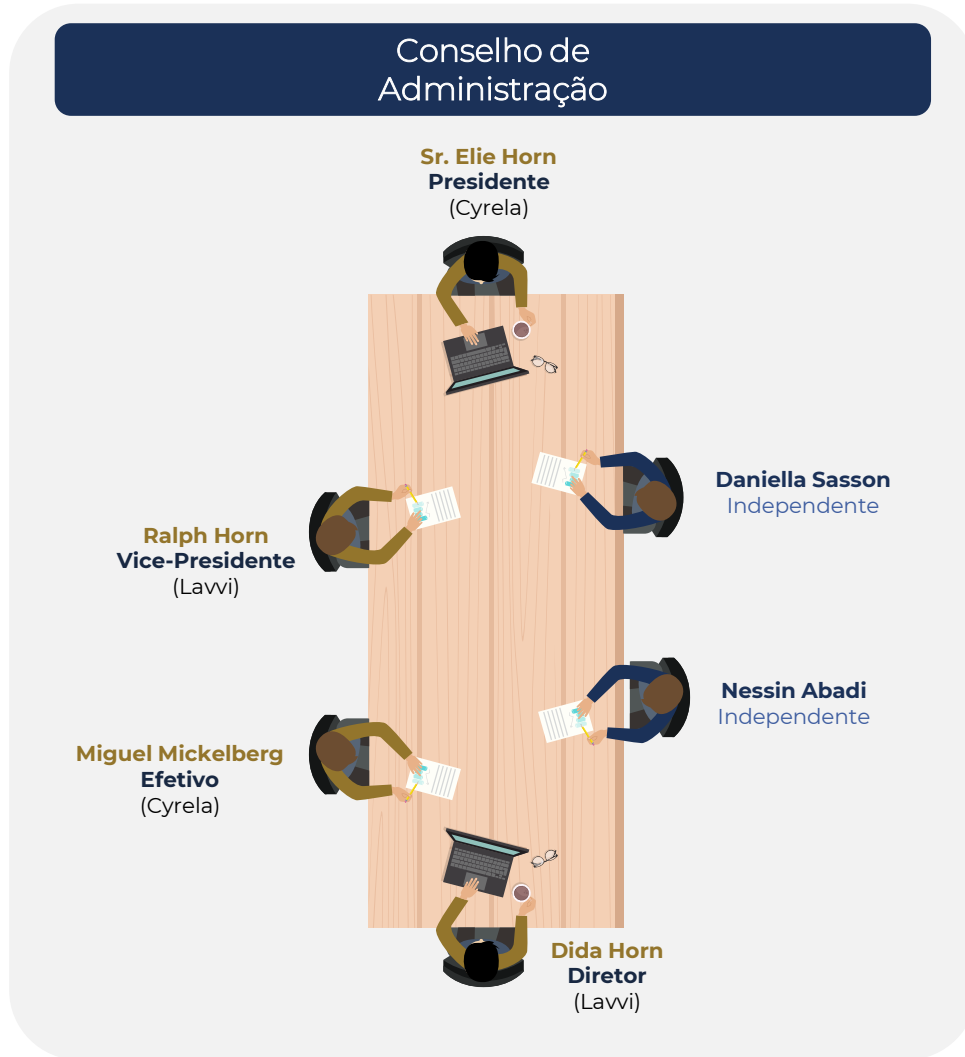 Conselho de
Administração
Sr. Elie Horn
Presidente
(Cyrela)
Daniella Sasson
Independente
Ralph Horn
Vice-Presidente
(Lavvi)
Nessin Abadi
Independente
Miguel Mickelberg
Efetivo
(Cyrela)
Dida Horn
Diretor
(Lavvi)